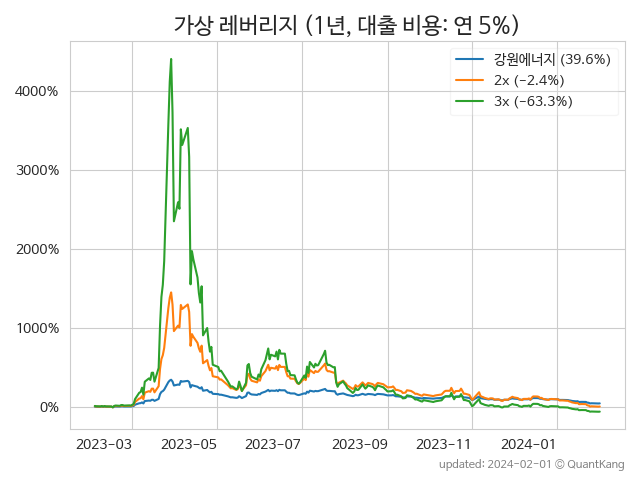 가상 레버리지 (1년, 대출 비용: 연 5%)
강원에너지 (39.6%)
2x (−2.4%)
3x (−63.3%)
4000%
3000%
2000%
1000%
0%
2023-03 2023-05 2023-07 2023-09 2023-11 2024-01
updated: 2024-02-01 © QuantKang